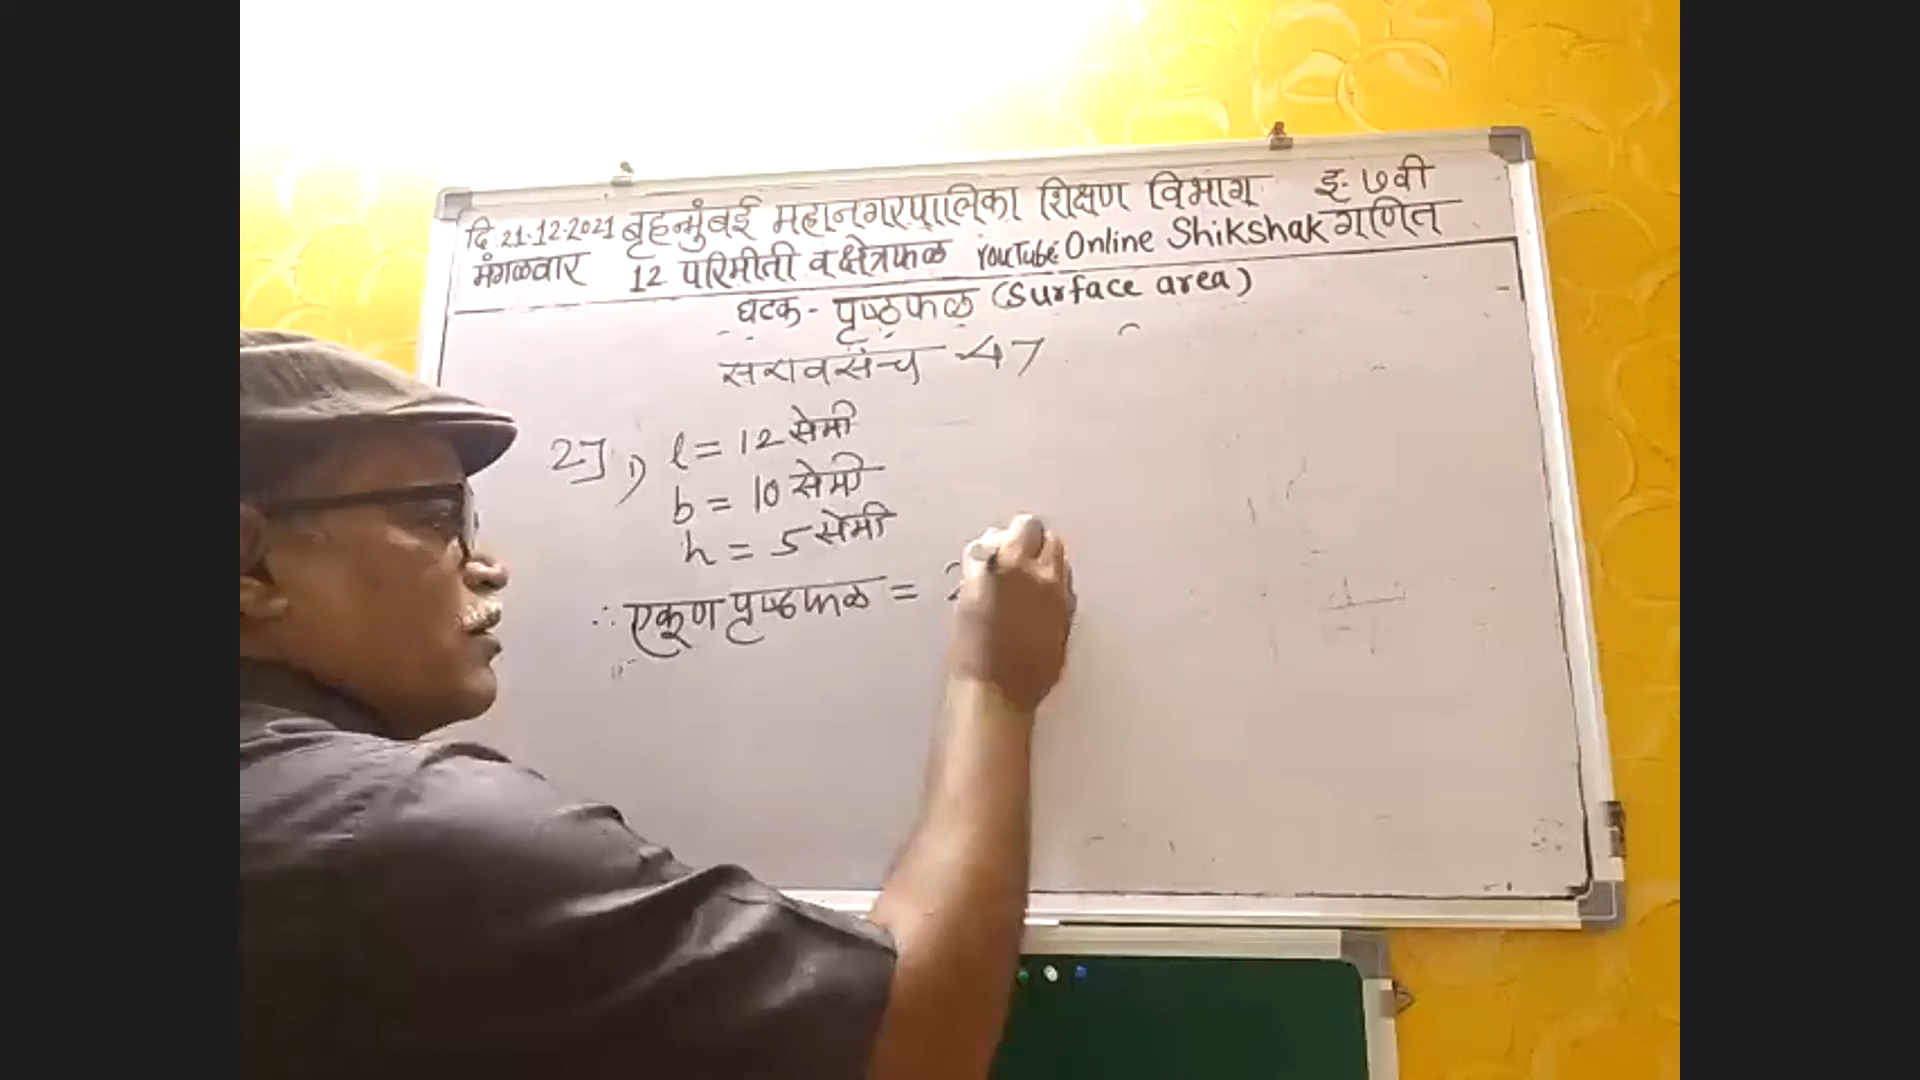 दि. 21.12.2021 बृहन्मुंबई महानगरपालिका शिक्षण विभाग इ. ७वी
मंगळवार 12 परिमीती व क्षेत्रफळ YouTube: Online Shikshak गणित
घटक - पृष्ठफळ (Surface area)
सरावसंच 47
2] 1) l = 12 सेमी
b = 10 सेमी
h = 5 सेमी
∴ एकूण पृष्ठफळ = 2